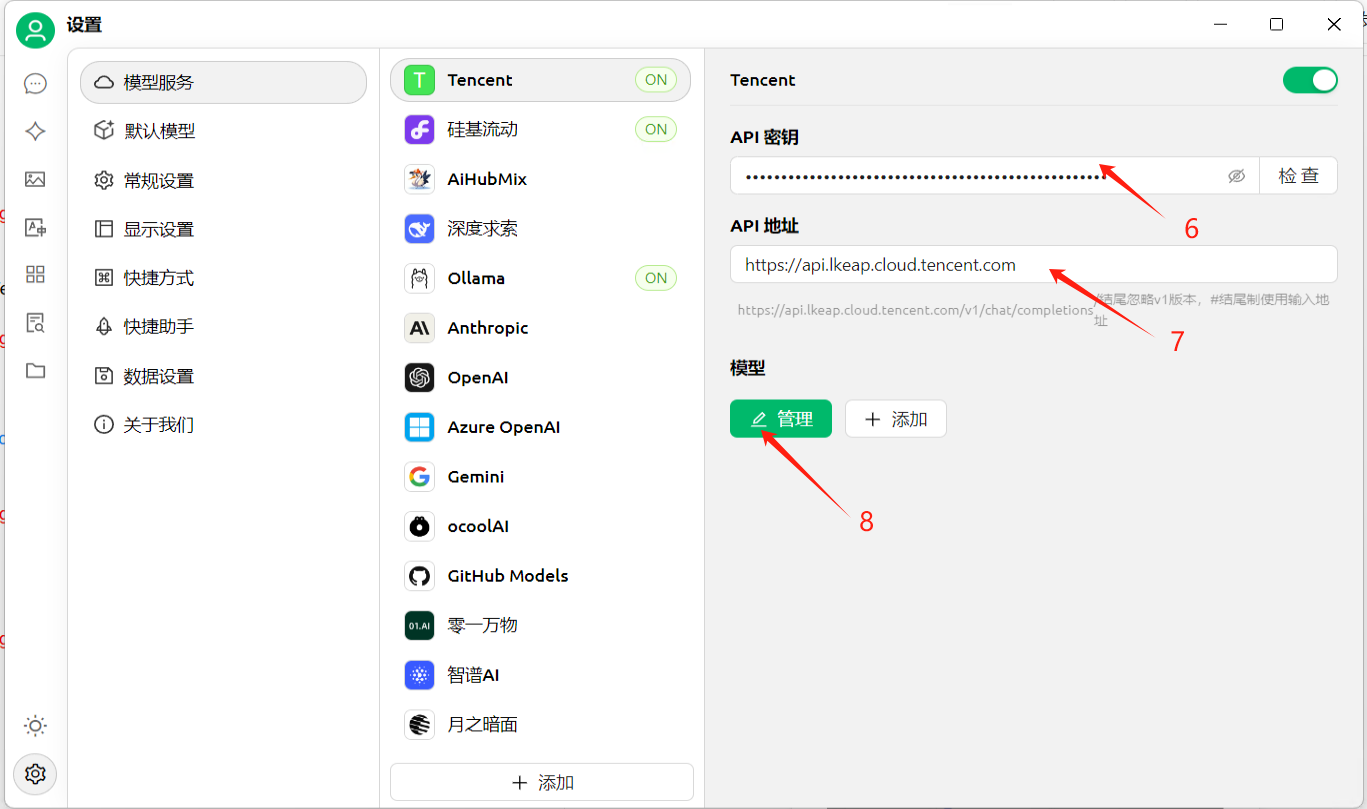 设置
模型服务
默认模型
常规设置
显示设置
快捷方式
快捷助手
数据设置
关于我们
T Tencent ON
硅基流动 ON
AiHubMix
深度求索
Ollama ON
Anthropic
OpenAI
Azure OpenAI
Gemini
ocoolAI
GitHub Models
01.AI 零一万物
智谱AI
月之暗面
添加
Tencent
API 密钥
检 查
6
API 地址
https://api.lkeap.cloud.tencent.com
https://api.lkeap.cloud.tencent.com/v1/chat/completions
/结尾忽略v1版本，#结尾制使用输入地
址
7
模型
管理
添加
8